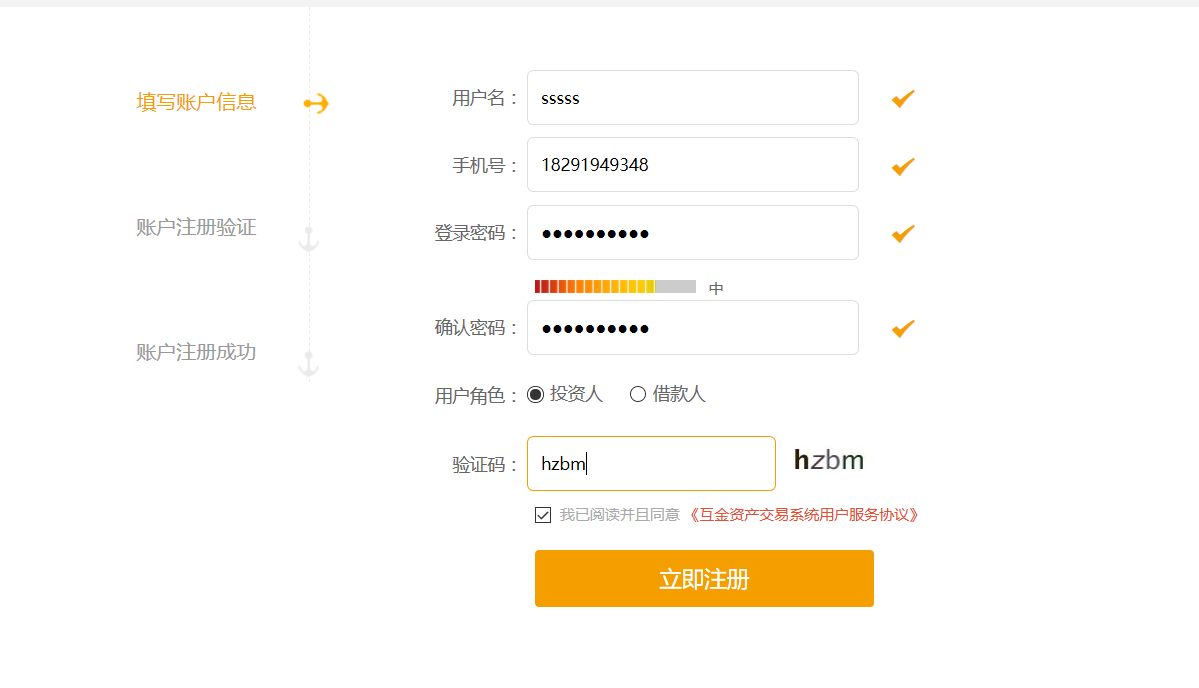 填写账户信息
用户名： sssss
手机号： 18291949348
账户注册验证
登录密码： ●●●●●●●●●●
中
确认密码： ●●●●●●●●●●
账户注册成功
用户角色： 投资人 借款人
验证码： hzbm hzbm
我已阅读并且同意 《互金资产交易系统用户服务协议》
立即注册